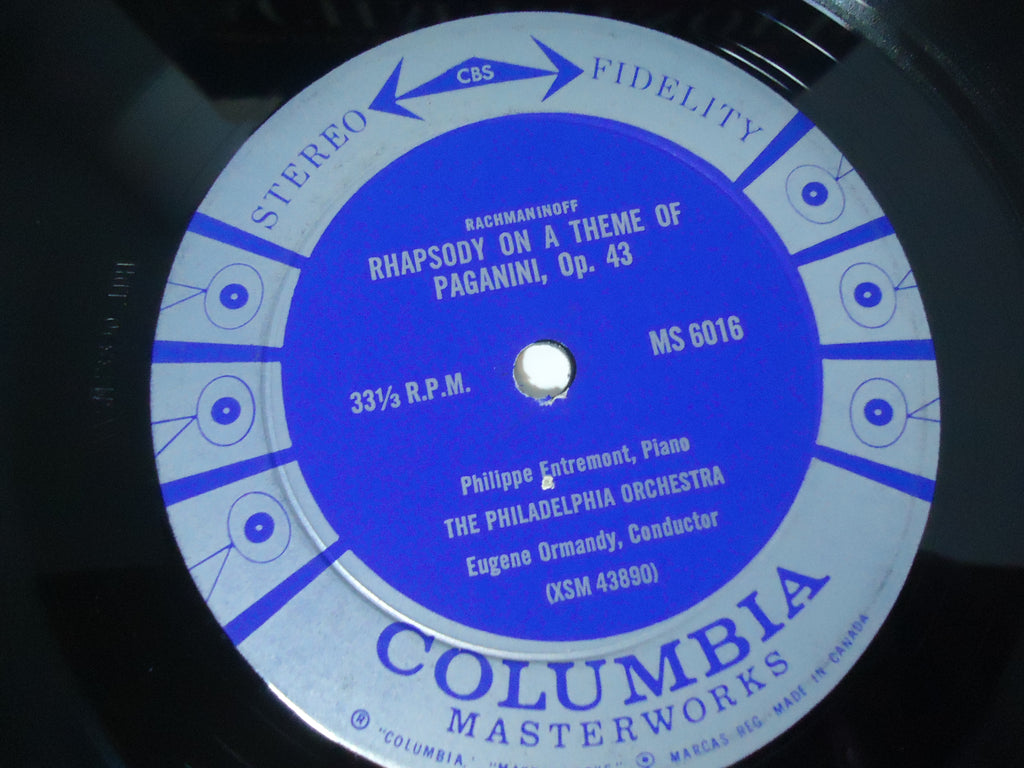 STEREO CBS FIDELITY
RACHMANINOFF
RHAPSODY ON A THEME OF
PAGANINI, Op. 43
MS 6016
33⅓ R.P.M.
Philippe Entremont, Piano
THE PHILADELPHIA ORCHESTRA
Eugene Ormandy, Conductor
(XSM 43890)
COLUMBIA
MASTERWORKS
® "COLUMBIA, MARCAS REG. MADE IN CANADA